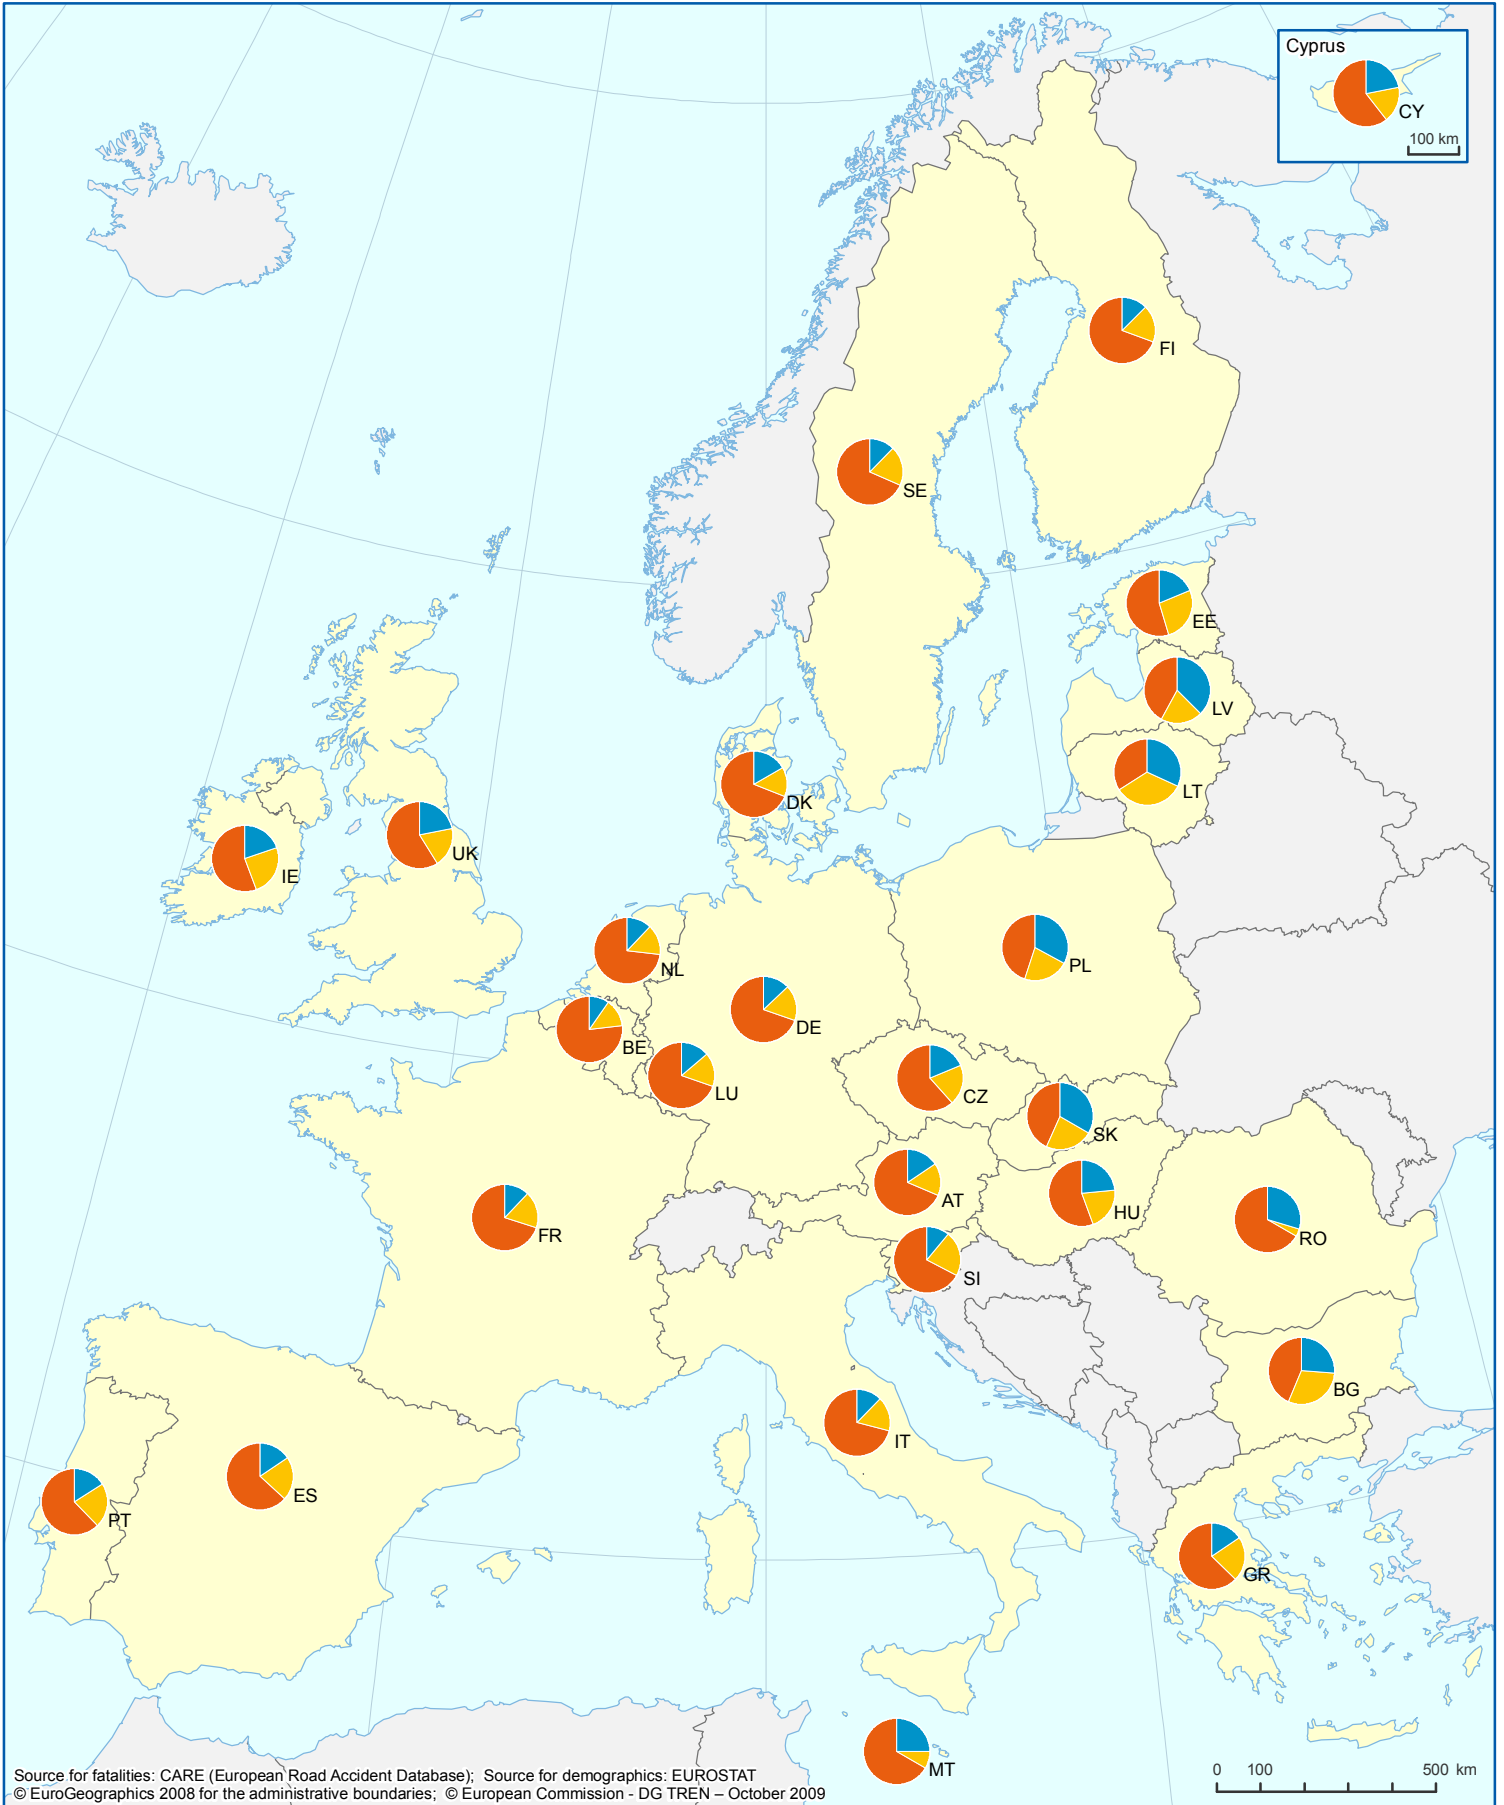 Cyprus
CY
100 km
FI
SE
EE
LV
LT
DK
UK
IE
NL
PL
DE
BE
LU
CZ
SK
AT
HU
FR
RO
SI
BG
IT
ES
PT
GR
MT
Source for fatalities: CARE (European Road Accident Database); Source for demographics: EUROSTAT
© EuroGeographics 2008 for the administrative boundaries; © European Commission - DG TREN – October 2009
0 100 500 km